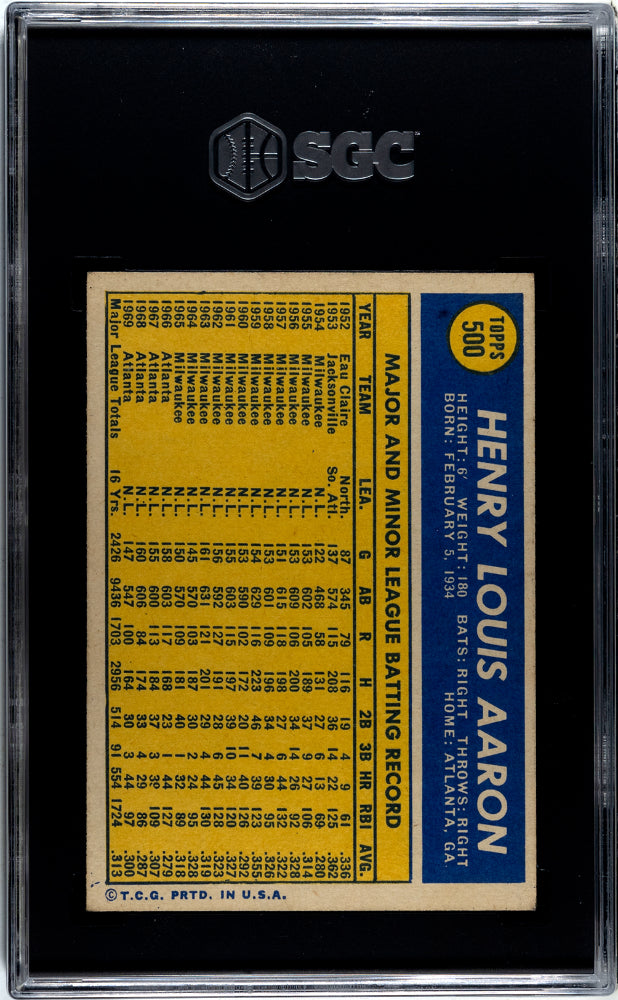 SGC
TOPPS
500
HENRY LOUIS AARON
HEIGHT: 6' WEIGHT: 180 BATS: RIGHT THROWS: RIGHT
BORN: FEBRUARY 5, 1934 HOME: ATLANTA, GA.
MAJOR AND MINOR LEAGUE BATTING RECORD
YEAR TEAM LEA. G AB R H 2B 3B HR RBI AVG.
1952 Eau Claire North. 87 345 79 116 19 4 9 61 .336
1953 Jacksonville So. Atl. 137 574 115 208 36 14 22 125 .362
1954 Milwaukee N.L. 122 468 58 131 27 6 13 69 .280
1955 Milwaukee N.L. 153 602 105 189 37 9 27 106 .314
1956 Milwaukee N.L. 153 609 106 200 34 14 26 92 .328
1957 Milwaukee N.L. 151 615 118 198 27 6 44 132 .322
1958 Milwaukee N.L. 153 601 109 196 34 4 30 95 .326
1959 Milwaukee N.L. 154 629 116 223 46 7 39 123 .355
1960 Milwaukee N.L. 153 590 102 172 20 11 40 126 .292
1961 Milwaukee N.L. 155 603 115 197 39 10 34 120 .327
1962 Milwaukee N.L. 156 592 127 191 28 6 45 128 .323
1963 Milwaukee N.L. 161 631 121 201 29 4 44 130 .319
1964 Milwaukee N.L. 145 570 103 187 30 2 24 95 .328
1965 Milwaukee N.L. 150 570 109 181 40 1 32 89 .318
1966 Atlanta N.L. 158 603 117 168 23 1 44 127 .279
1967 Atlanta N.L. 155 600 113 184 37 3 39 109 .307
1968 Atlanta N.L. 160 606 84 174 33 4 29 86 .287
1969 Atlanta N.L. 147 547 100 164 30 3 44 97 .300
Major League Totals 16 Yrs. 2426 9436 1703 2956 514 91 554 1724 .313
© T.C.G. PRTD. IN U.S.A.